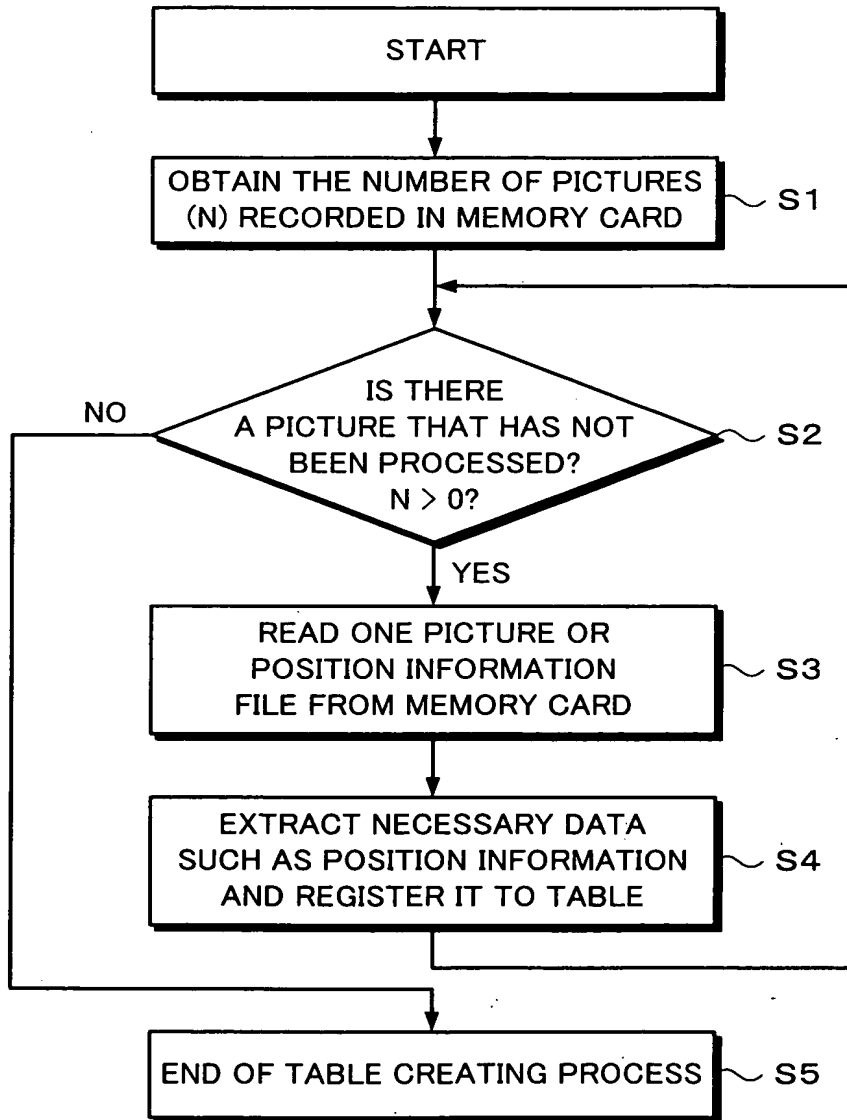 START
OBTAIN THE NUMBER OF PICTURES
(N) RECORDED IN MEMORY CARD
S1
IS THERE
A PICTURE THAT HAS NOT
BEEN PROCESSED?
N > 0?
S2
NO
YES
READ ONE PICTURE OR
POSITION INFORMATION
FILE FROM MEMORY CARD
S3
EXTRACT NECESSARY DATA
SUCH AS POSITION INFORMATION
AND REGISTER IT TO TABLE
S4
END OF TABLE CREATING PROCESS
S5